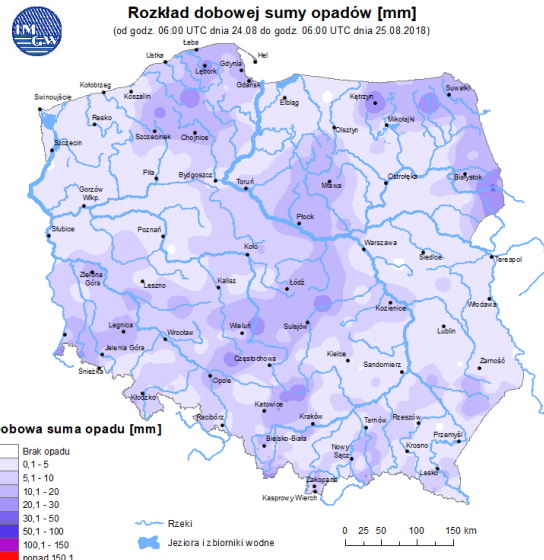 IM
GW
Rozkład dobowej sumy opadów [mm]
(od godz. 06:00 UTC dnia 24.08 do godz. 06:00 UTC dnia 25.08.2018)
Łeba
Ustka
Hel
Lębork
Gdynia
Gdańsk
Suwałki
Kołobrzeg
Koszalin
Świnoujście
Elbląg
Kętrzyn
Resko
Mikołajki
Olsztyn
Szczecinek
Chojnice
Szczecin
Piła
Bydgoszcz
Toruń
Ostrołęka
Białystok
Mława
Gorzów
Wlkp.
Płock
Słubice
Poznań
Koło
Warszawa
Siedlce
Terespol
Zielona
Góra
Leszno
Kalisz
Łódź
Kozienice
Włodawa
Legnica
Wrocław
Wieluń
Sulejów
Lublin
Jelenia Góra
Śnieżka
Częstochowa
Kielce
Sandomierz
Zamość
Opole
Kłodzko
Katowice
Racibórz
Kraków
Tarnów
Rzeszów
Bielsko-Biała
Nowy
Sącz
Krosno
Przemyśl
Lesko
Zakopane
Kasprowy Wierch
obowa suma opadu [mm]
Brak opadu
0,1 - 5
5,1 - 10
10,1 - 20
20,1 - 30
30,1 - 50
50,1 - 100
100,1 - 150
ponad 150,1
Rzeki
Jeziora i zbiorniki wodne
0 25 50 100 150 km